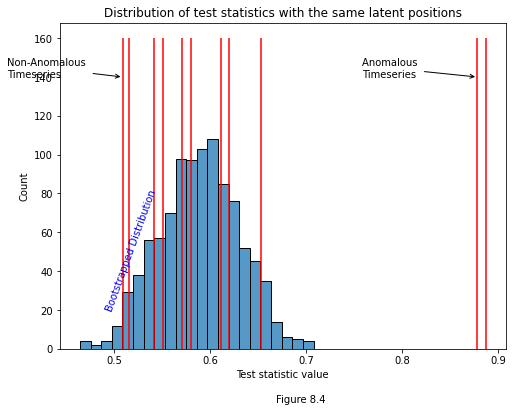 Distribution of test statistics with the same latent positions
160
Non-Anomalous
Timeseries
Anomalous
Timeseries
140
120
100
80
60
40
20
0
Count
Bootstrapped Distribution
0.5 0.6 0.7 0.8 0.9
Test statistic value
Figure 8.4